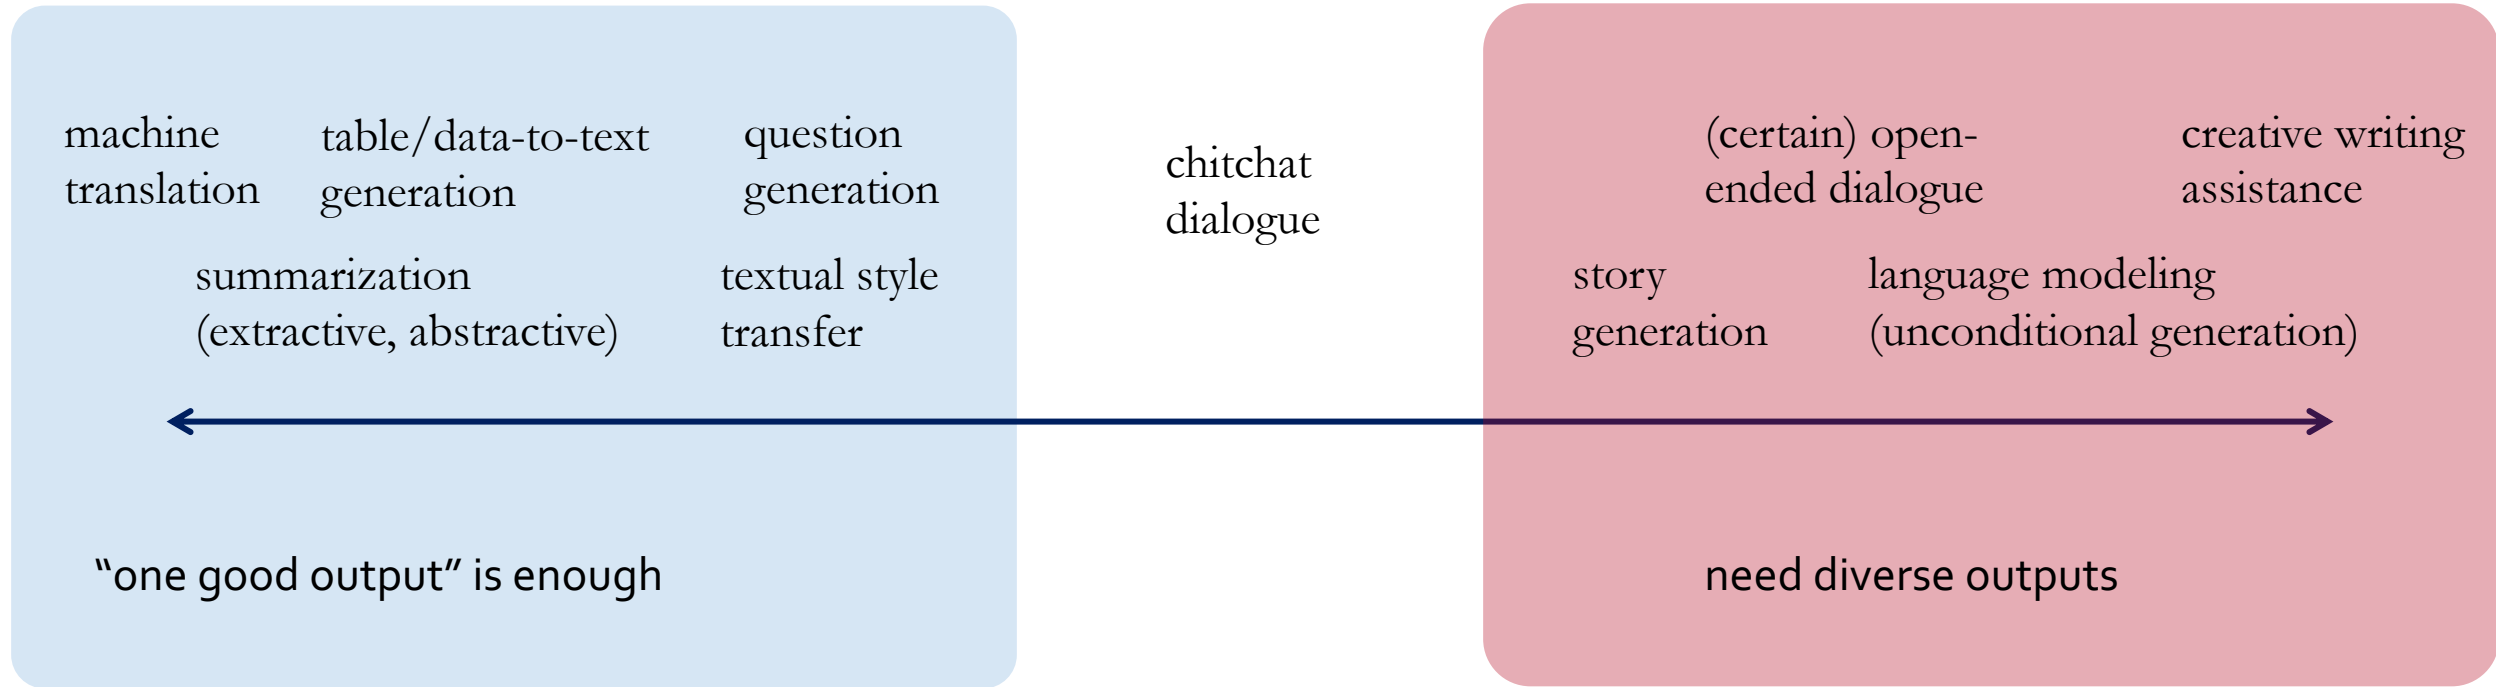 machine
translation
table/data-to-text
generation
question
generation
summarization
(extractive, abstractive)
textual style
transfer
chitchat
dialogue
(certain) open-
ended dialogue
creative writing
assistance
story
generation
language modeling
(unconditional generation)
“one good output” is enough
need diverse outputs